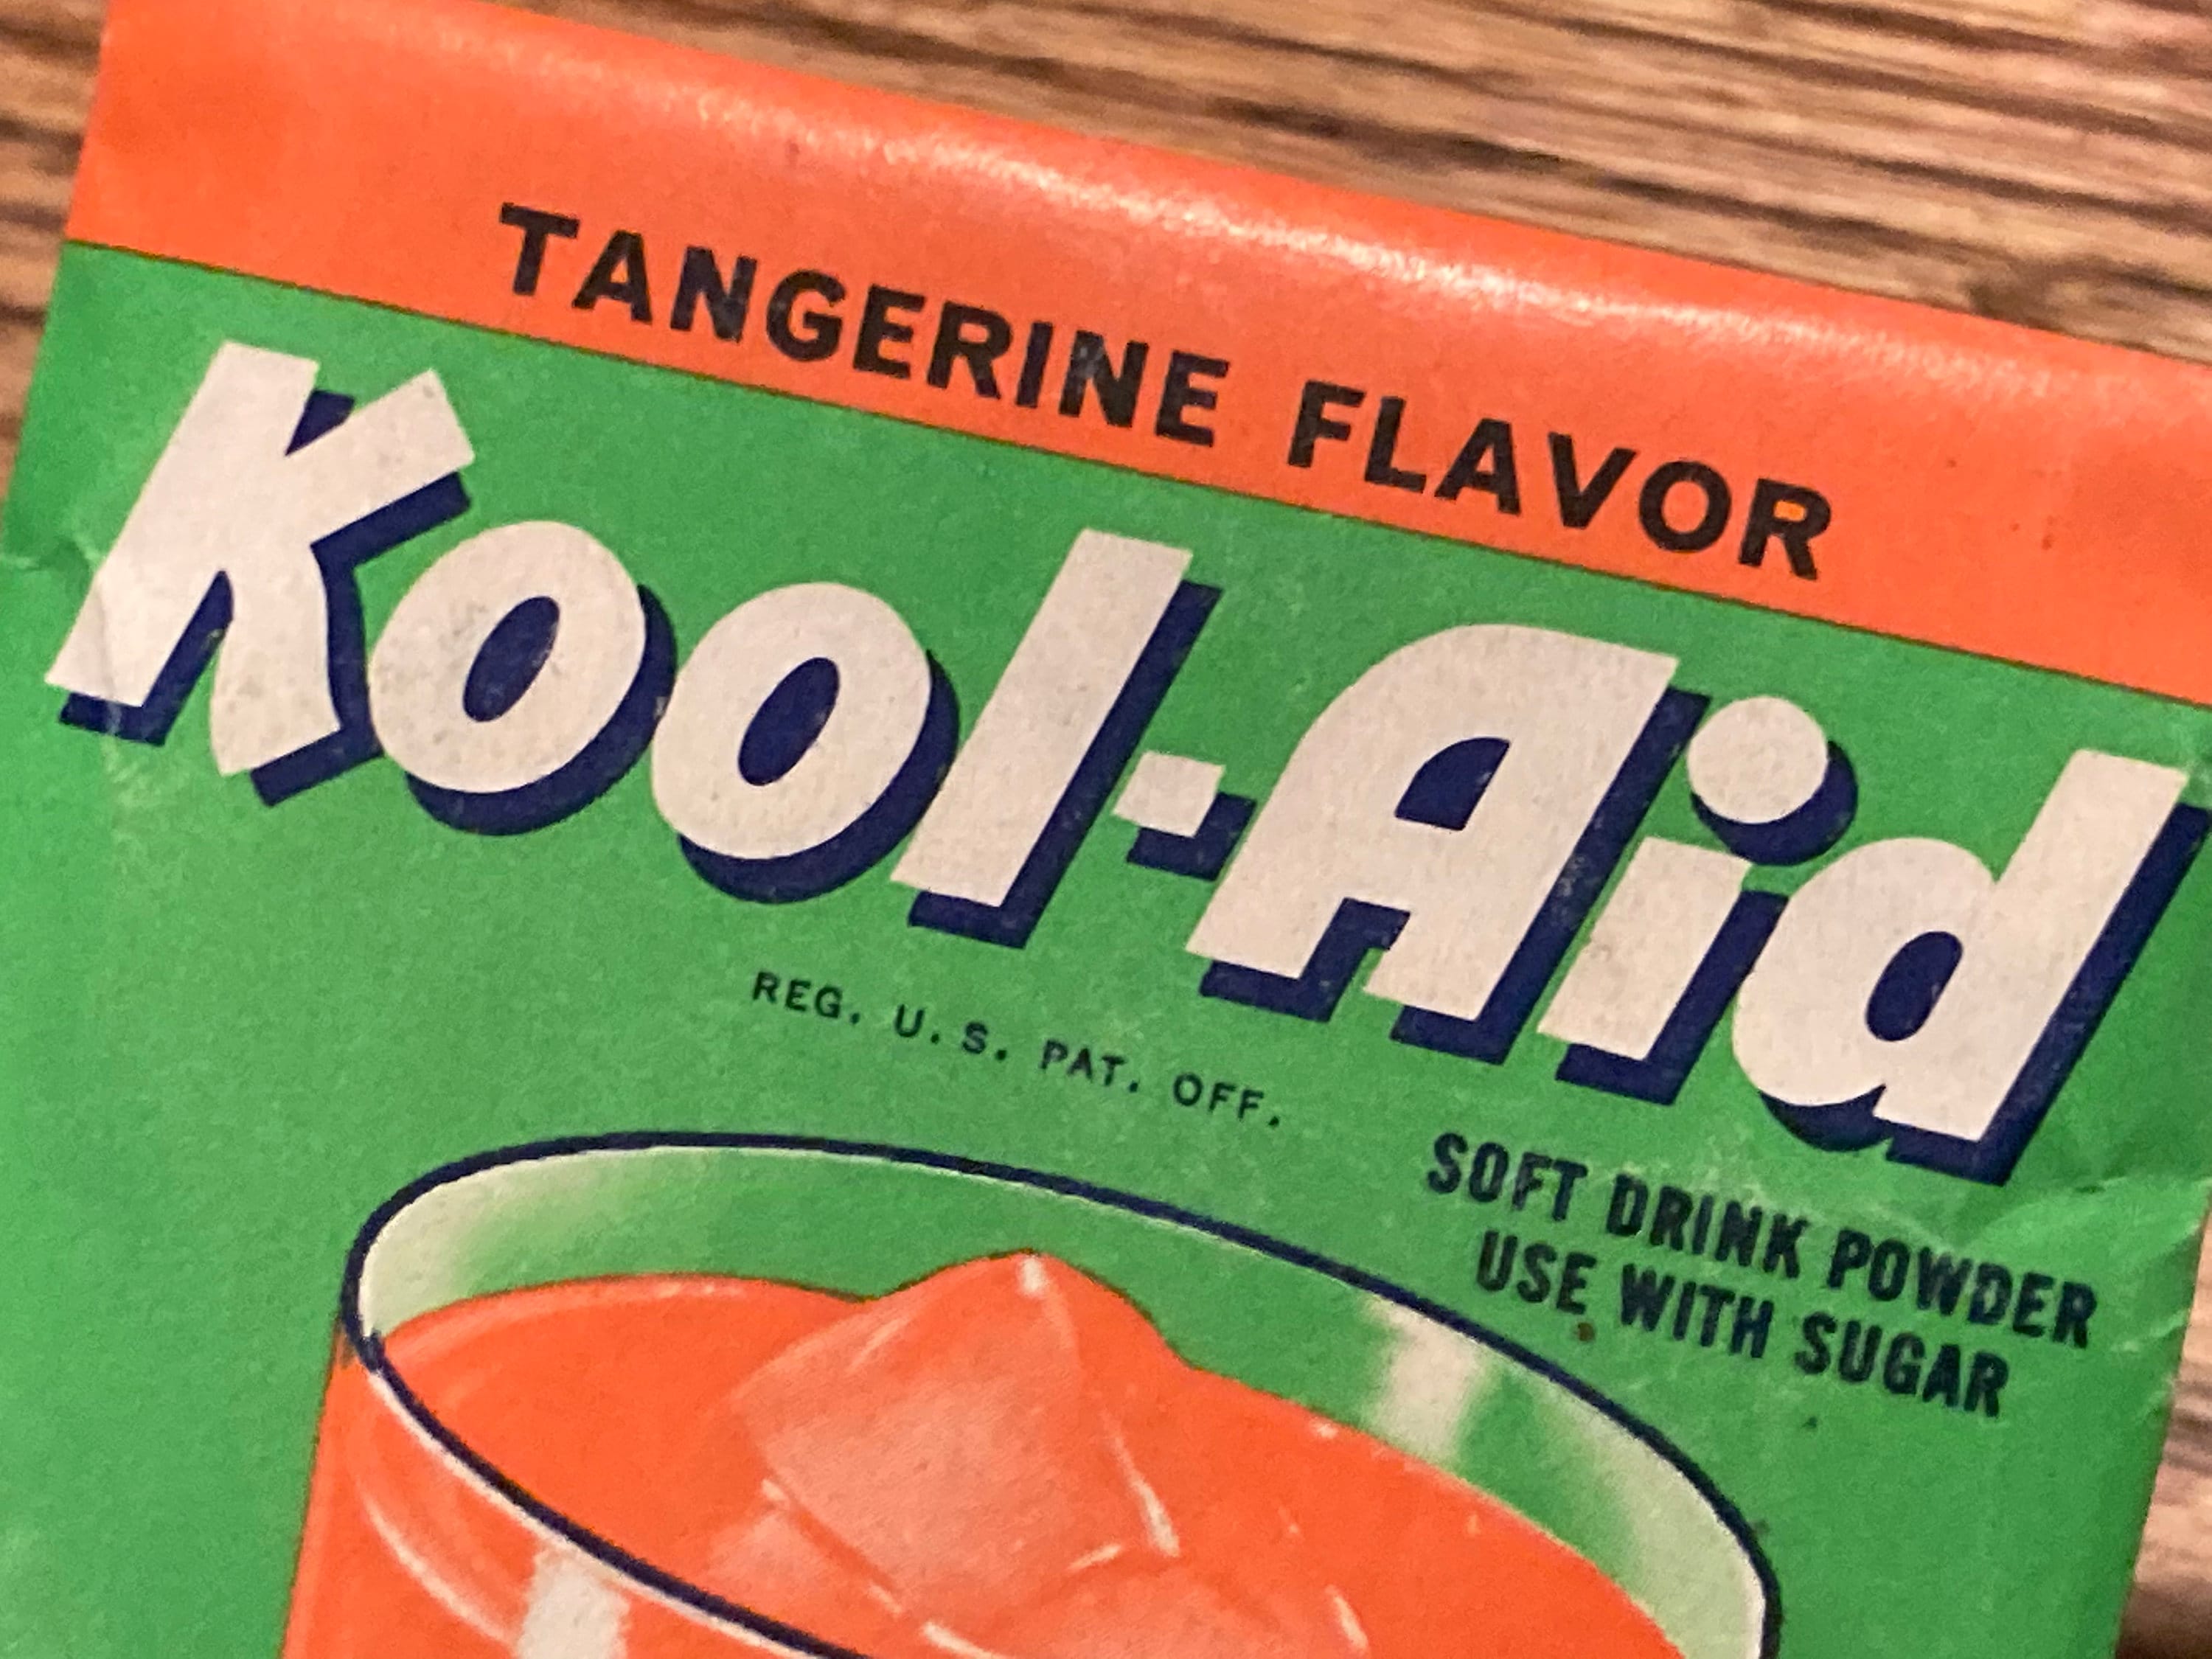 TANGERINE FLAVOR
Kool-Aid
REG. U.S. PAT. OFF.
SOFT DRINK POWDER
USE WITH SUGAR